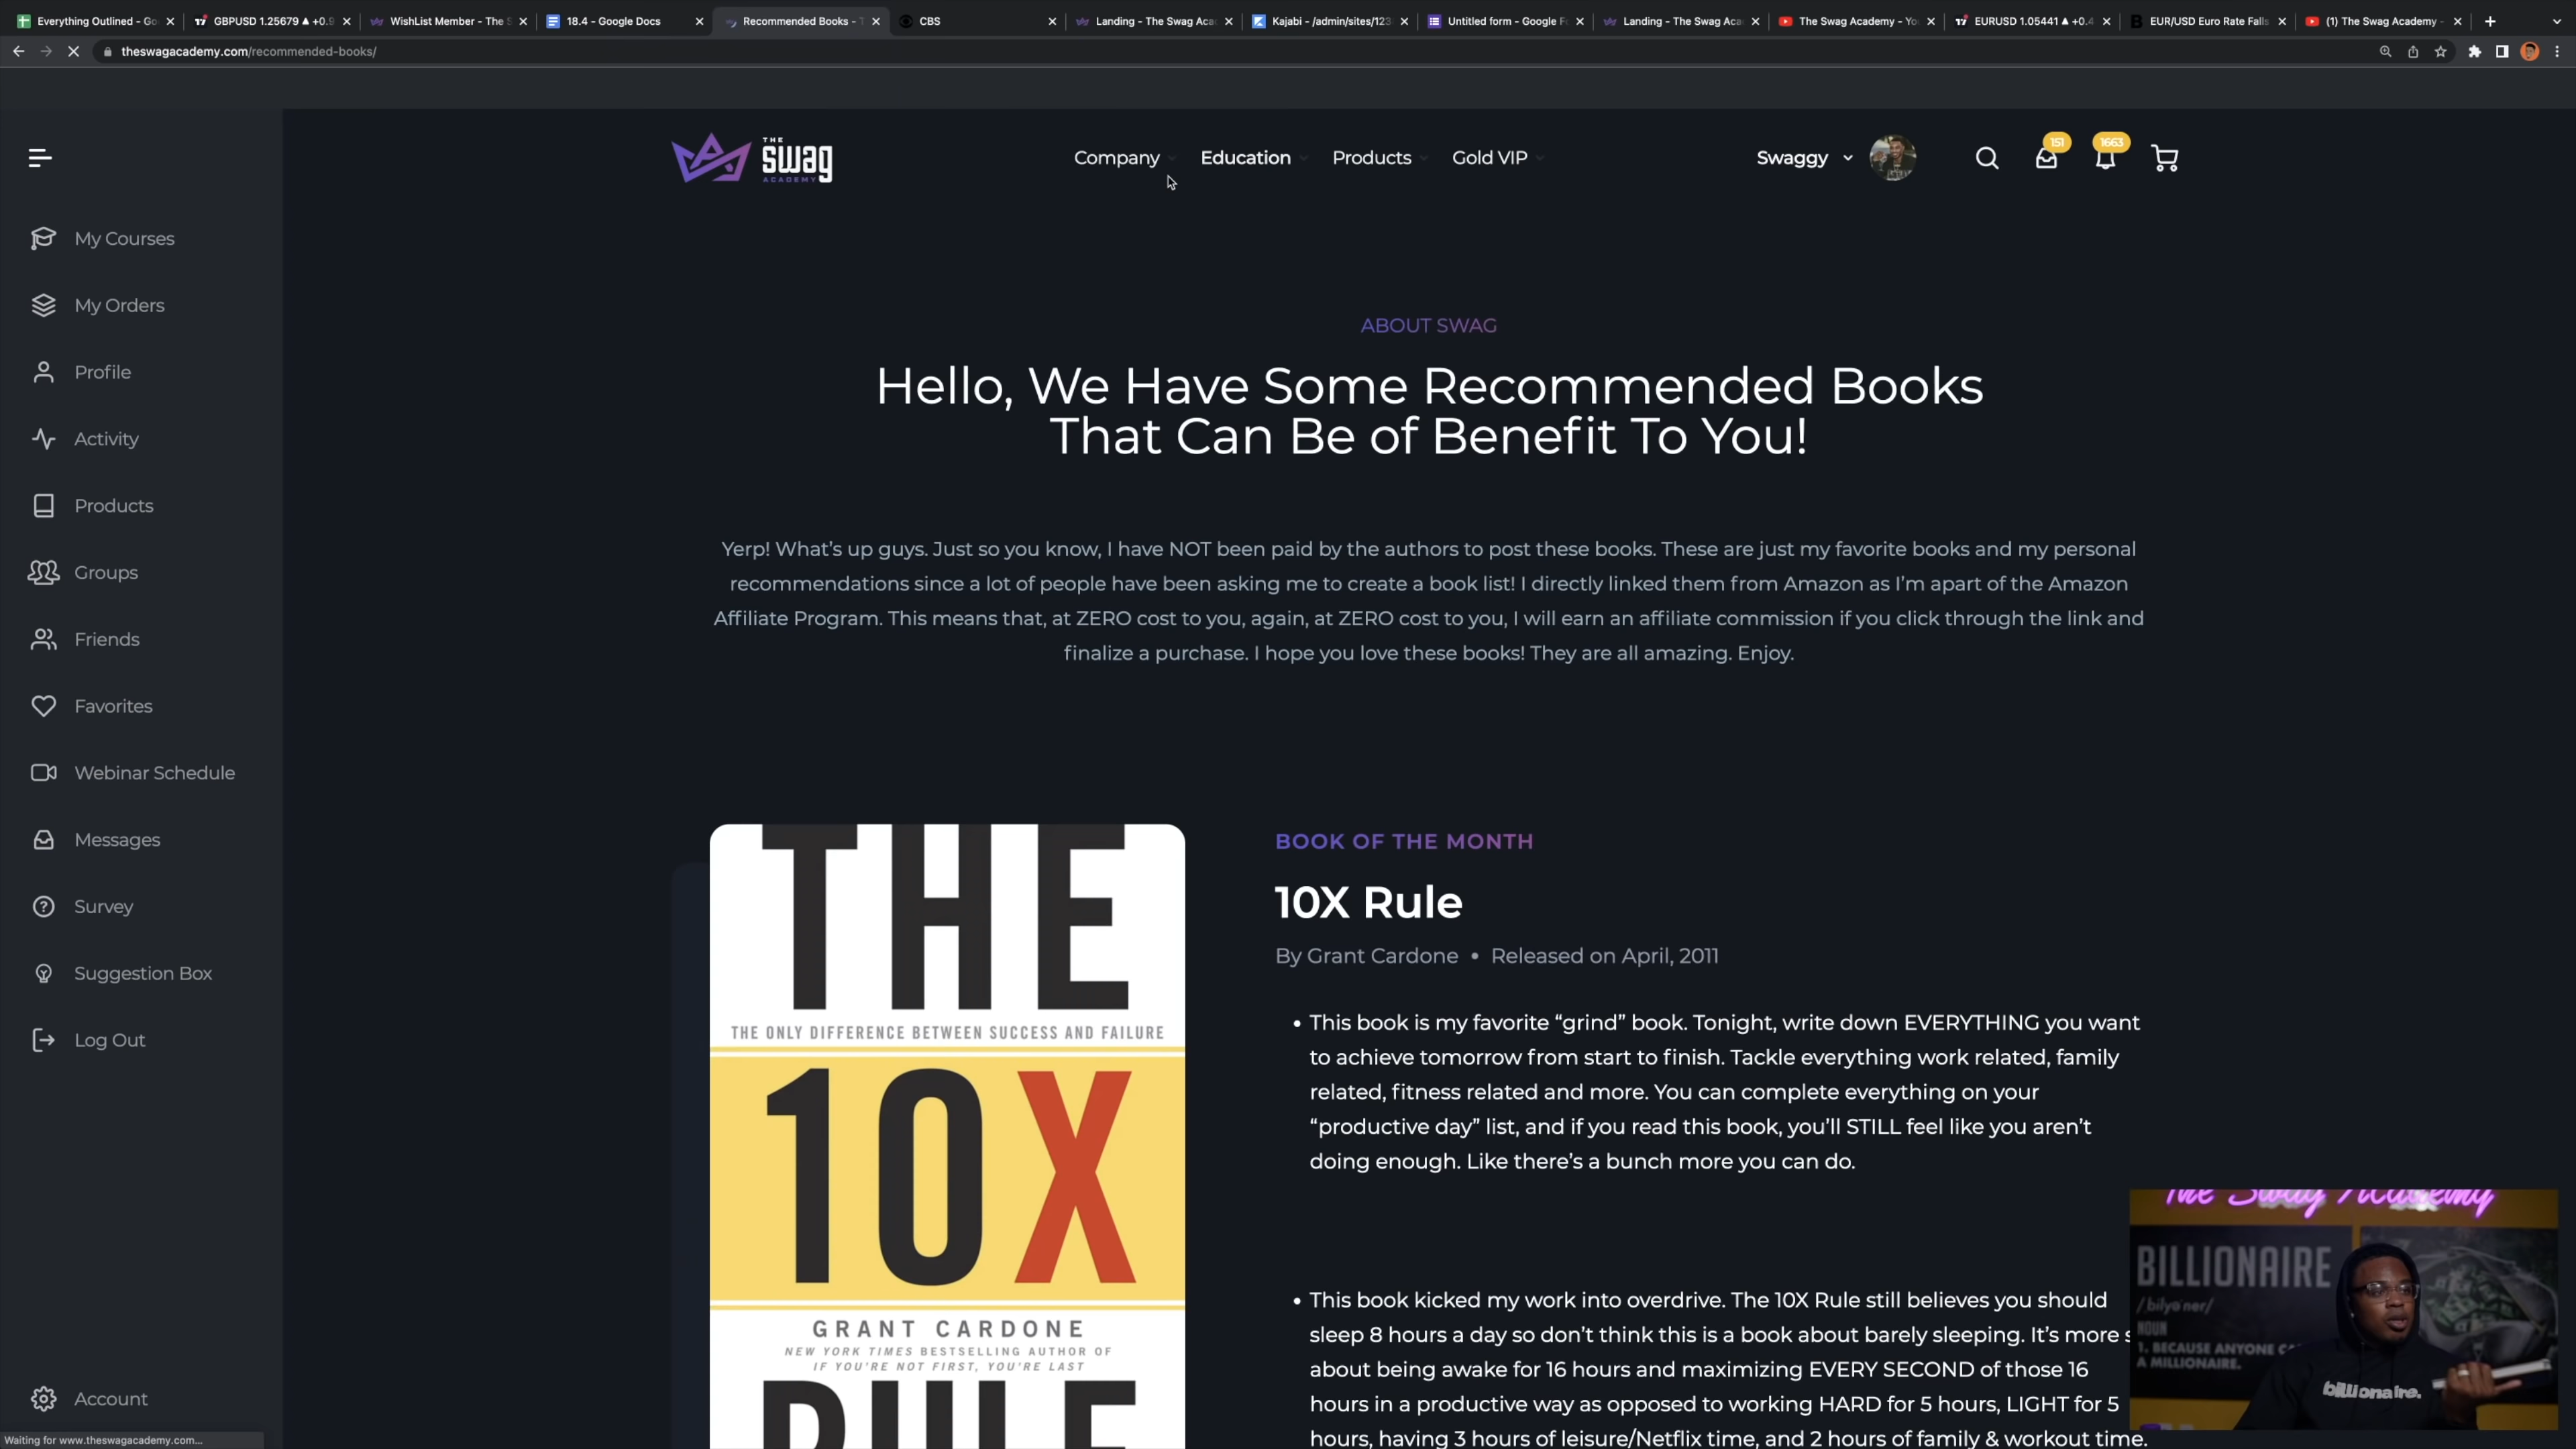 Everything Outlined - Go
GBPUSD 1.25679 ▲ +0.9
WishList Member - The S
18.4 - Google Docs
Recommended Books - T
CBS
Landing - The Swag Aca
Kajabi - /admin/sites/123
Untitled form - Google Fo
Landing - The Swag Aca
The Swag Academy - Yo
EURUSD 1.05441 ▲ +0.4
EUR/USD Euro Rate Falls
(1) The Swag Academy -
theswagacademy.com/recommended-books/
THE
swag
ACADEMY
Company
Education
Products
Gold VIP
Swaggy
151
1663
My Courses
My Orders
Profile
Activity
Products
Groups
Friends
Favorites
Webinar Schedule
Messages
Survey
Suggestion Box
Log Out
Account
Waiting for www.theswagacademy.com...
ABOUT SWAG
Hello, We Have Some Recommended Books
That Can Be of Benefit To You!
Yerp! What's up guys. Just so you know, I have NOT been paid by the authors to post these books. These are just my favorite books and my personal
recommendations since a lot of people have been asking me to create a book list! I directly linked them from Amazon as I'm apart of the Amazon
Affiliate Program. This means that, at ZERO cost to you, again, at ZERO cost to you, I will earn an affiliate commission if you click through the link and
finalize a purchase. I hope you love these books! They are all amazing. Enjoy.
THE
THE ONLY DIFFERENCE BETWEEN SUCCESS AND FAILURE
10X
GRANT CARDONE
NEW YORK TIMES BESTSELLING AUTHOR OF
IF YOU'RE NOT FIRST, YOU'RE LAST
RULE
BOOK OF THE MONTH
10X Rule
By Grant Cardone • Released on April, 2011
• This book is my favorite “grind” book. Tonight, write down EVERYTHING you want
to achieve tomorrow from start to finish. Tackle everything work related, family
related, fitness related and more. You can complete everything on your
“productive day” list, and if you read this book, you'll STILL feel like you aren't
doing enough. Like there's a bunch more you can do.
• This book kicked my work into overdrive. The 10X Rule still believes you should
sleep 8 hours a day so don't think this is a book about barely sleeping. It's more s
about being awake for 16 hours and maximizing EVERY SECOND of those 16
hours in a productive way as opposed to working HARD for 5 hours, LIGHT for 5
hours, having 3 hours of leisure/Netflix time, and 2 hours of family & workout time.
The Swag Academy
BILLIONAIRE
/bilyə'ner/
NOUN
1. BECAUSE ANYONE CA
A MILLIONAIRE.
billionaire.